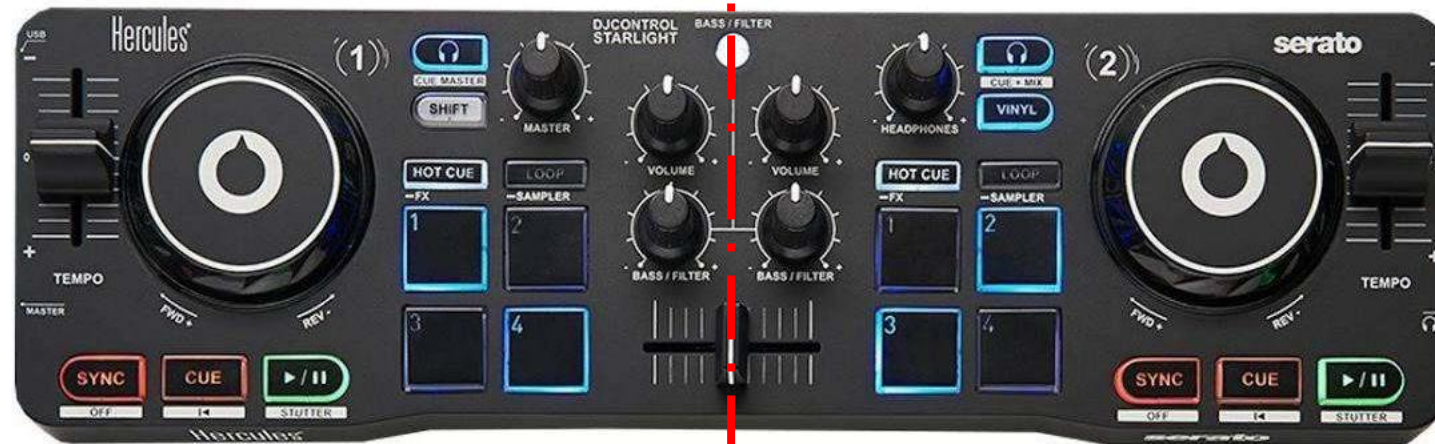 USB
Hercules
DJCONTROL
STARLIGHT
BASS / FILTER
serato
(1)
(2)
CUE MASTER
CUE + MIX
SHIFT
VINYL
- MASTER +
- HEADPHONES +
- VOLUME +
- VOLUME +
HOT CUE
LOOP
HOT CUE
LOOP
FX
SAMPLER
FX
SAMPLER
1
2
1
2
- BASS / FILTER +
- BASS / FILTER +
TEMPO
TEMPO
MASTER
FWD +
REV -
FWD +
REV -
3
4
3
4
SYNC
CUE
SYNC
CUE
OFF
STUTTER
OFF
STUTTER
Hercules
serato